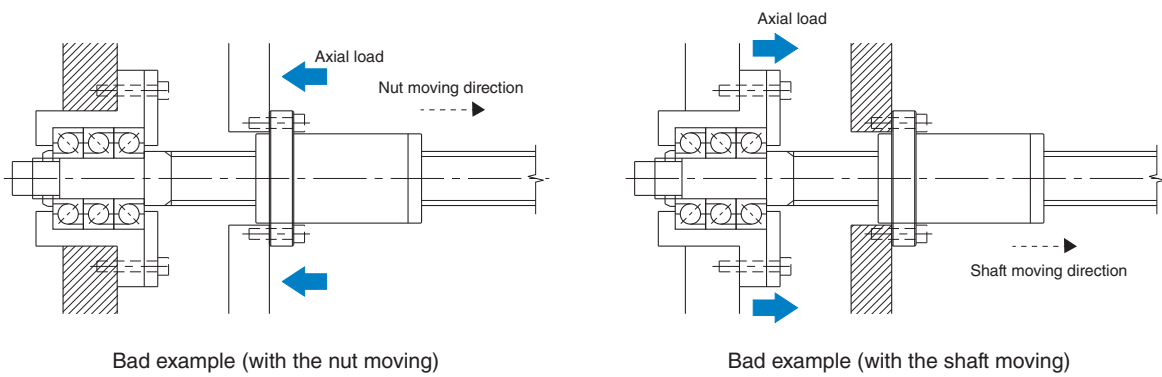 Axial load
Nut moving direction
Bad example (with the nut moving)
Axial load
Shaft moving direction
Bad example (with the shaft moving)